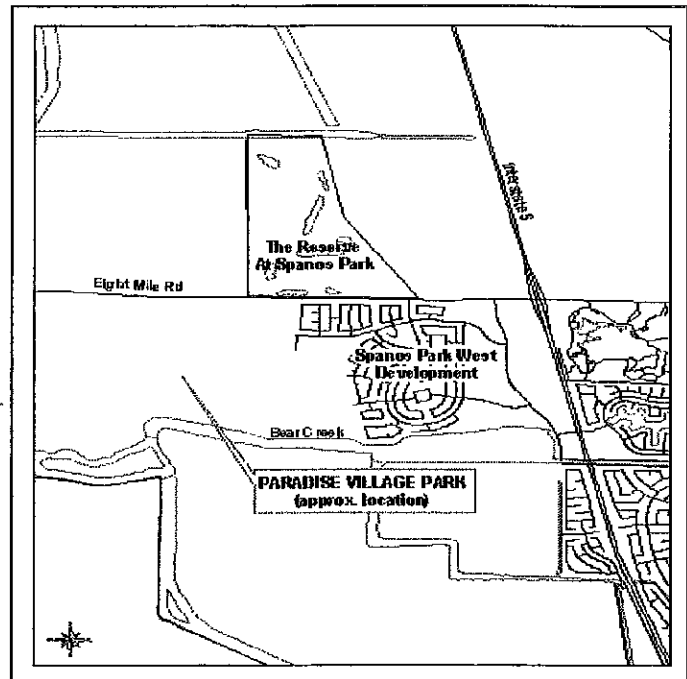 Interstate 5
The Reserve
At Spanos Park
Eight Mile Rd
Spanos Park West
Development
Bear Creek
PARADISE VILLAGE PARK
(approx. location)